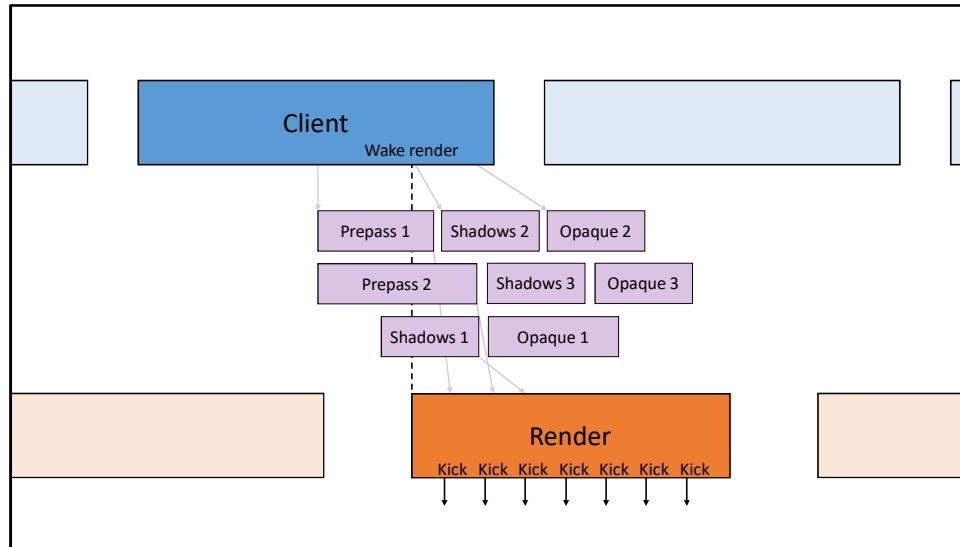 Client
Wake render
Prepass 1
Shadows 2
Opaque 2
Prepass 2
Shadows 3
Opaque 3
Shadows 1
Opaque 1
Render
Kick Kick Kick Kick Kick Kick Kick